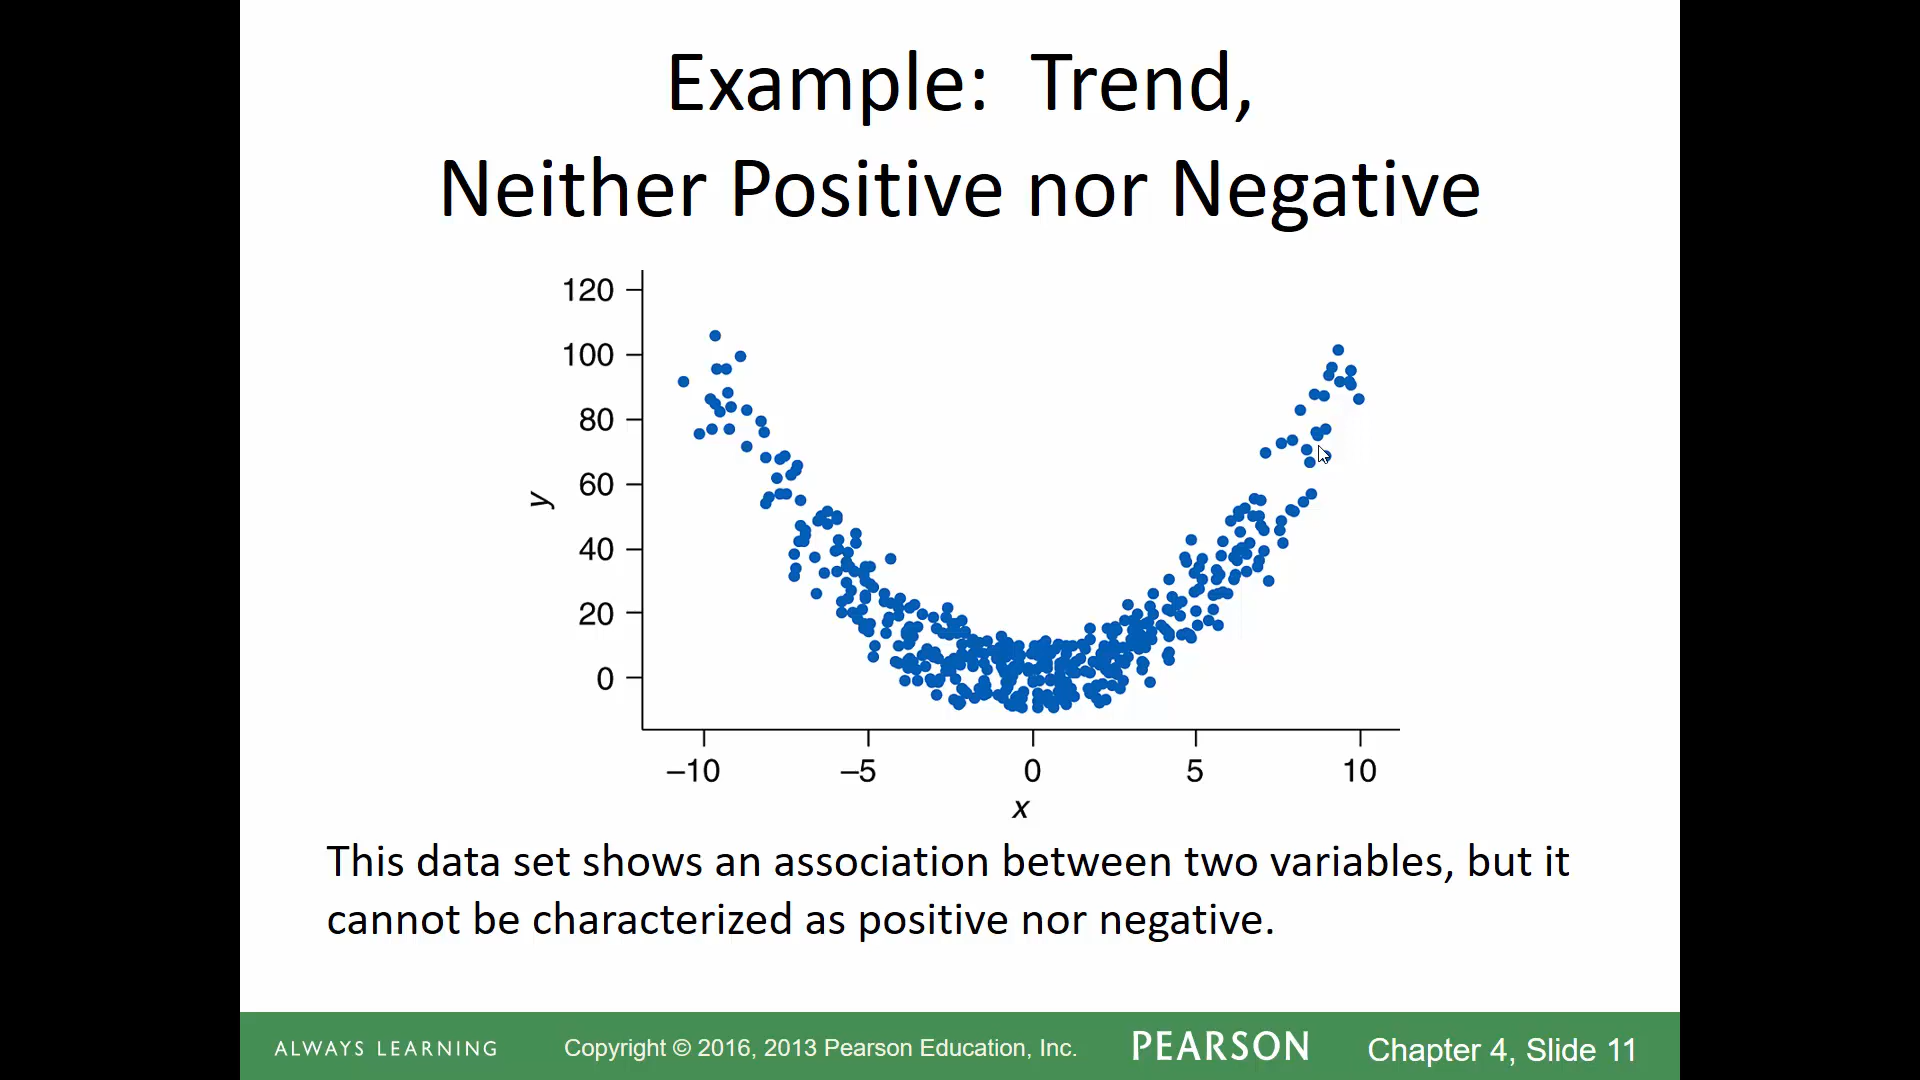 Example: Trend,
Neither Positive nor Negative
120
100
80
60
40
20
0
y
–10 –5 0 5 10
x
This data set shows an association between two variables, but it
cannot be characterized as positive nor negative.
ALWAYS LEARNING Copyright © 2016, 2013 Pearson Education, Inc. PEARSON Chapter 4, Slide 11